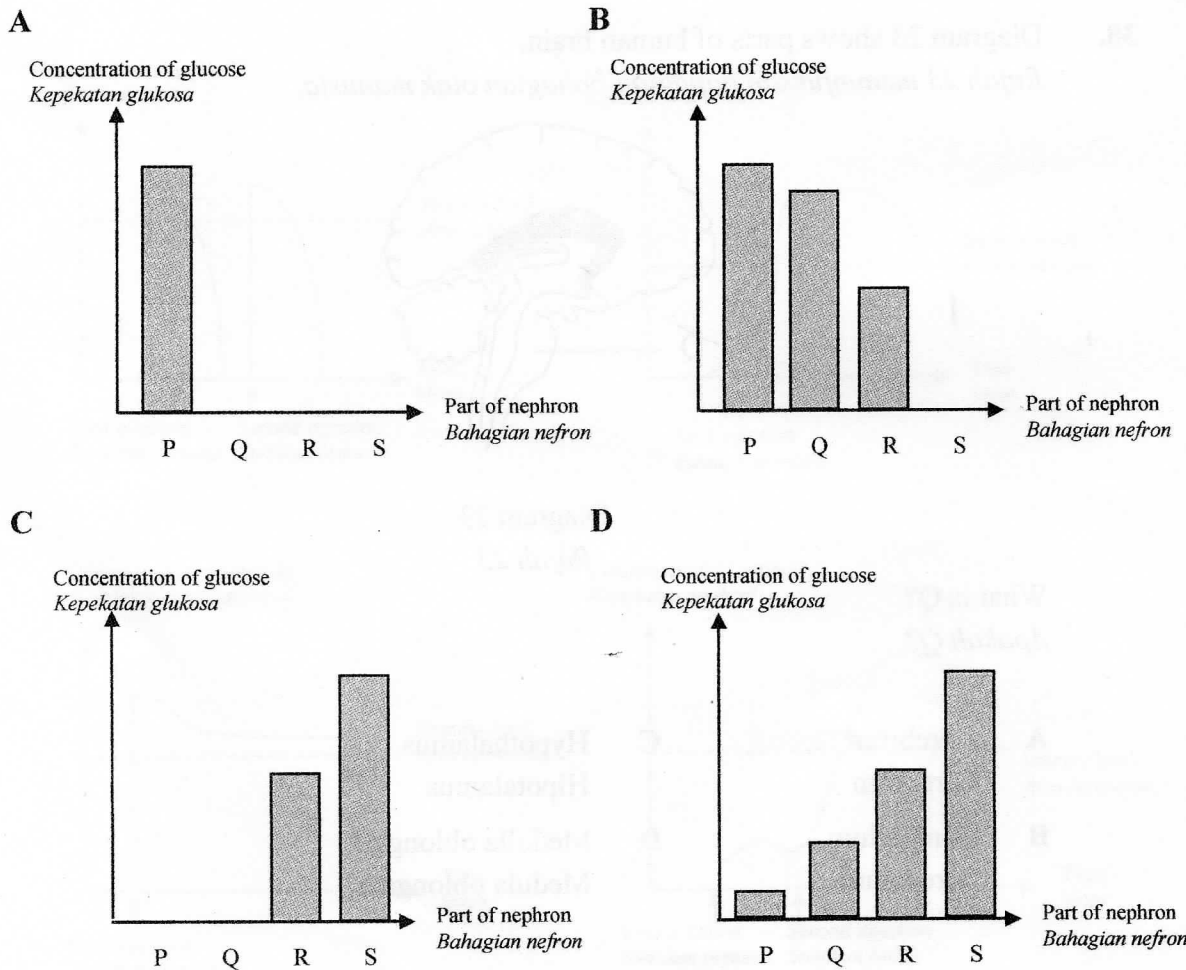 A
Concentration of glucose
Kepekatan glukosa
Part of nephron
Bahagian nefron
P Q R S
B
Concentration of glucose
Kepekatan glukosa
Part of nephron
Bahagian nefron
P Q R S
C
Concentration of glucose
Kepekatan glukosa
Part of nephron
Bahagian nefron
P Q R S
D
Concentration of glucose
Kepekatan glukosa
Part of nephron
Bahagian nefron
P Q R S